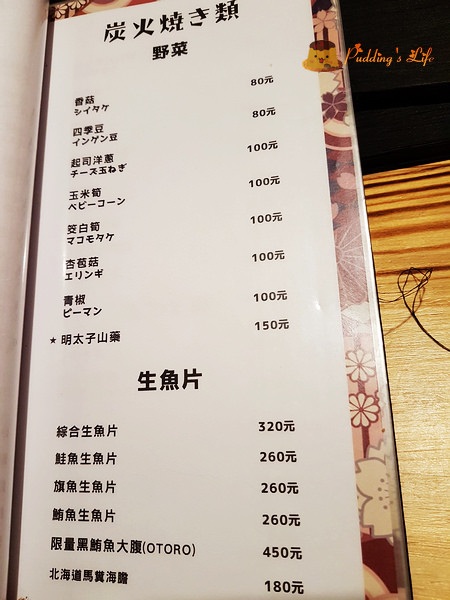 炭火焼き類
Pudding's Life
野菜
香菇 80元
シイタケ
四季豆 80元
インゲン豆
起司洋蔥 100元
チーズ玉ねぎ
玉米筍 100元
ベビーコーン
茭白筍 100元
マコモタケ
杏苞菇 100元
エリンギ
青椒 100元
ピーマン
★ 明太子山藥 150元
生魚片
綜合生魚片 320元
鮭魚生魚片 260元
旗魚生魚片 260元
鮪魚生魚片 260元
限量黑鮪魚大腹(OTORO) 450元
北海道馬糞海膽 180元